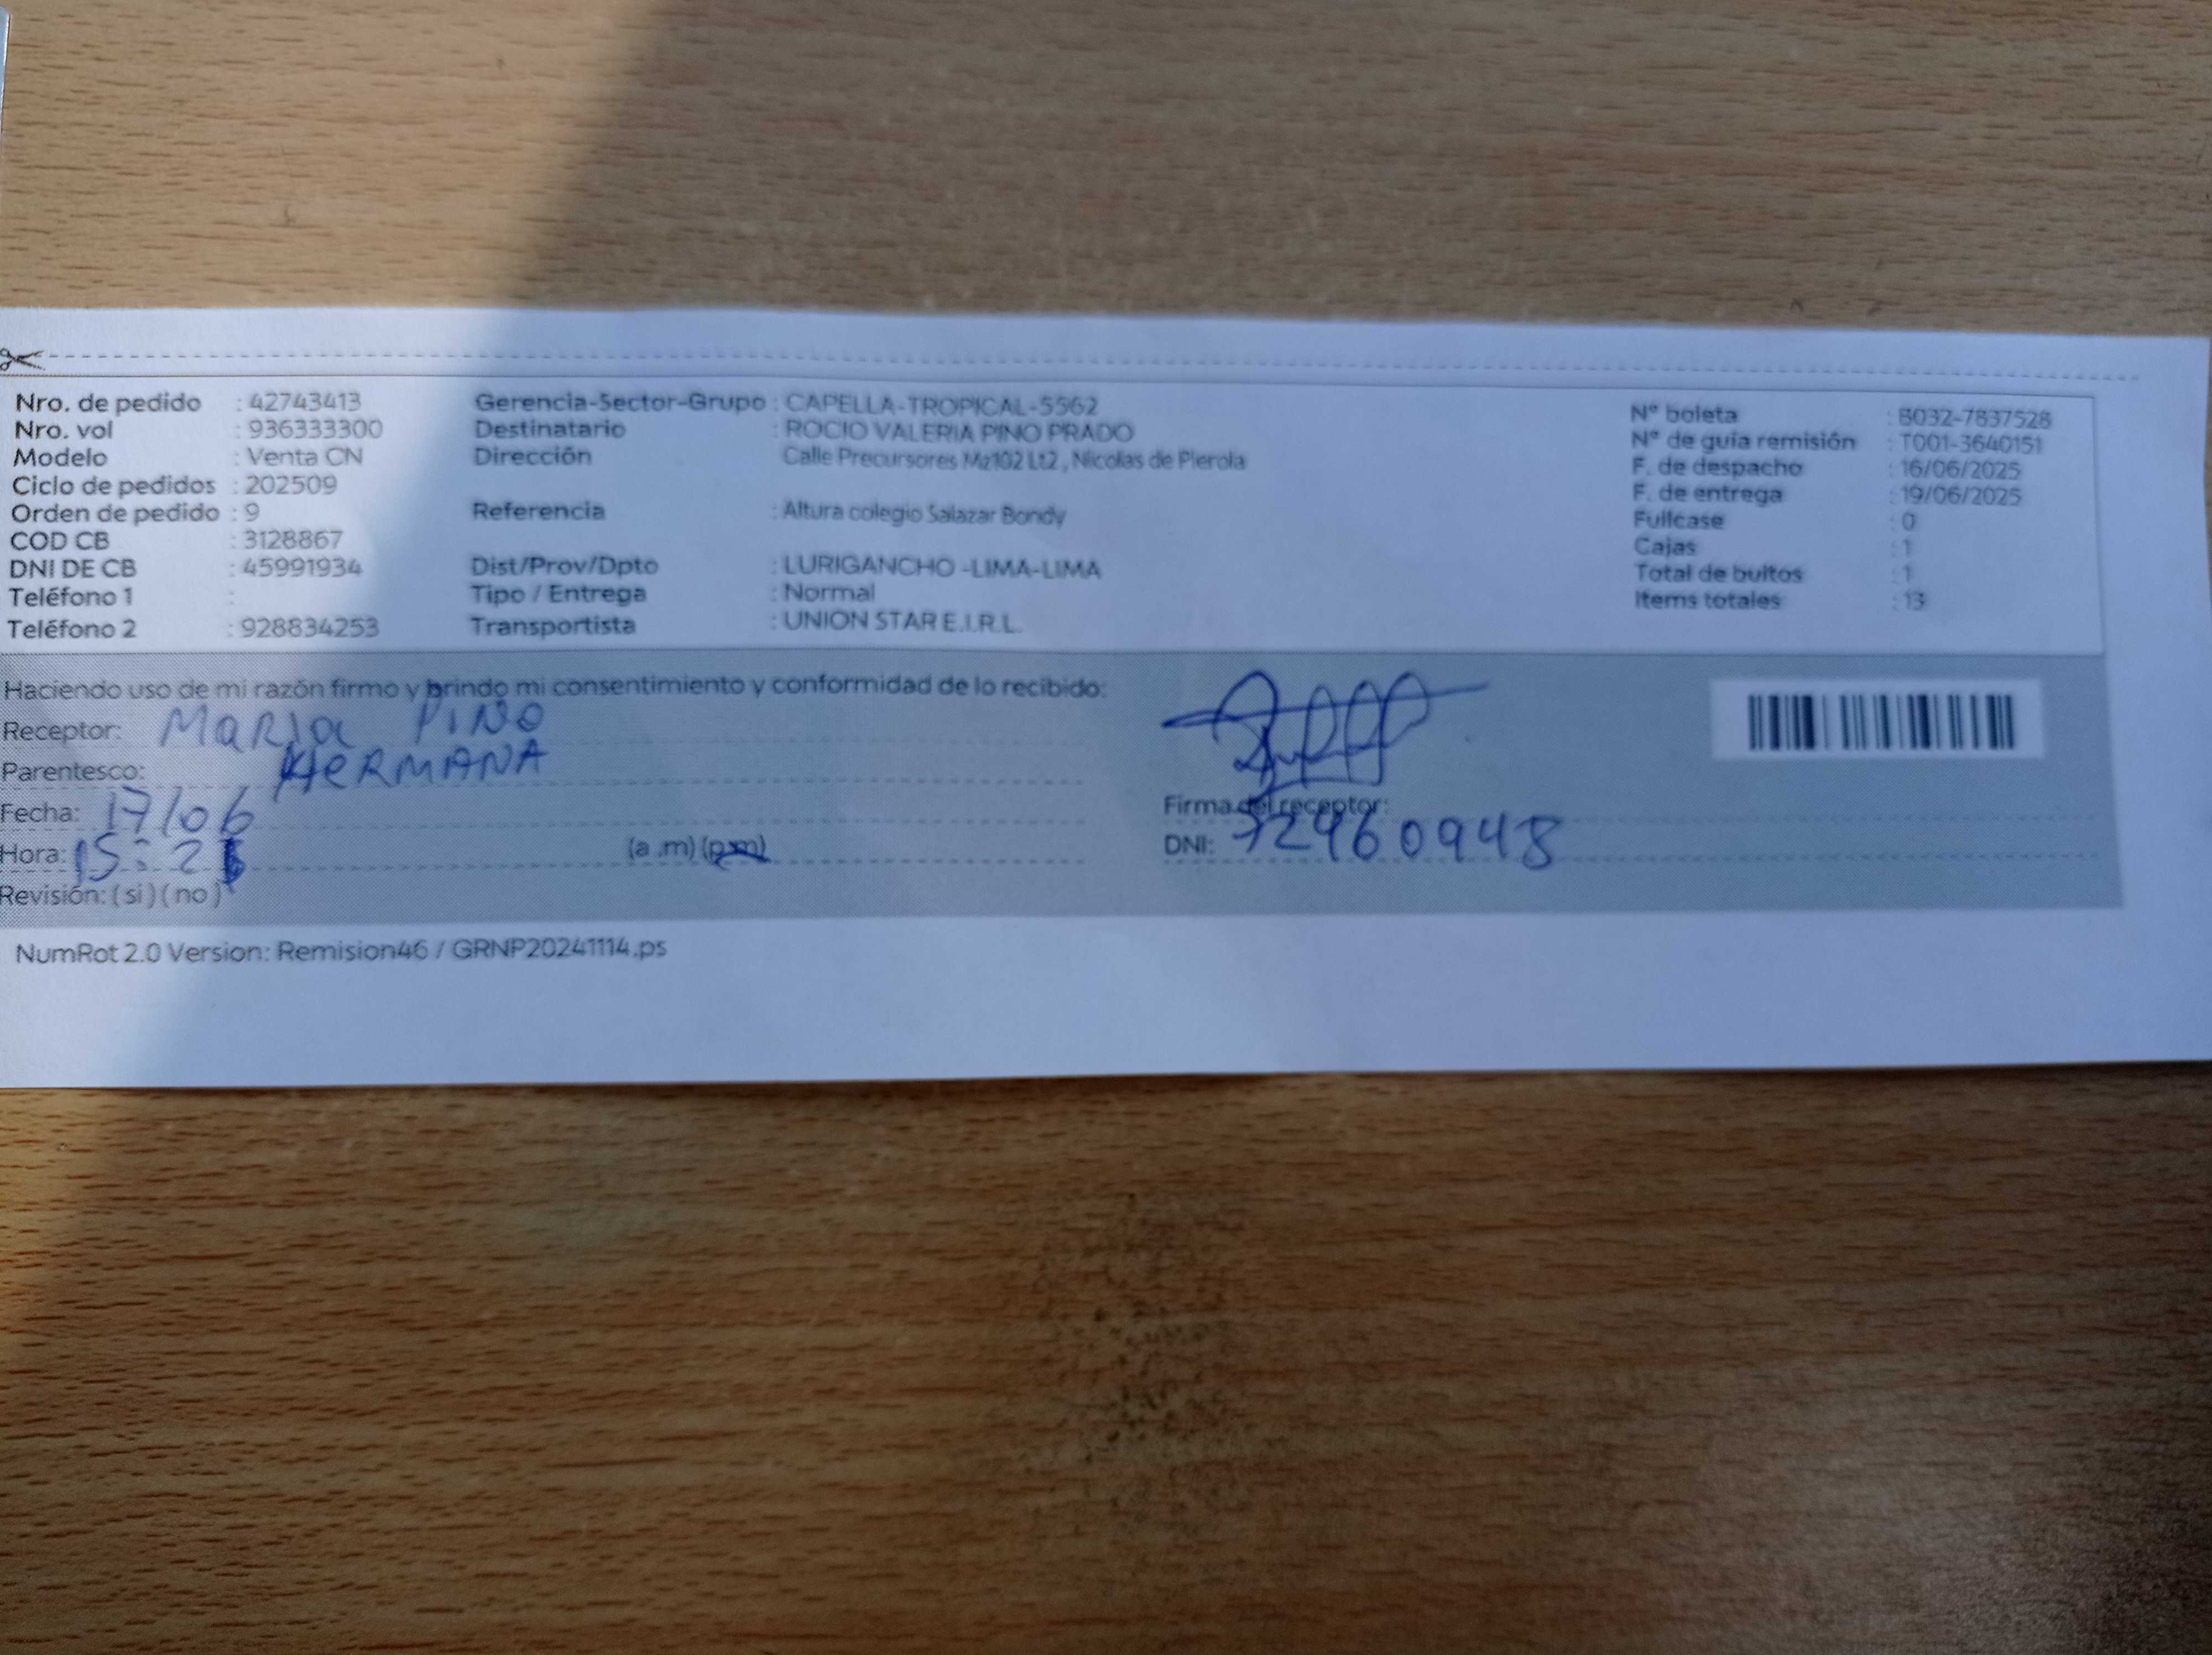 Nro. de pedido : 42743413
Nro. vol : 936333300
Modelo : Venta CN
Ciclo de pedidos : 202509
Orden de pedido : 9
COD CB : 3128867
DNI DE CB : 45991934
Teléfono 1 :
Teléfono 2 : 928834253
Gerencia-Sector-Grupo : CAPELLA-TROPICAL-5562
Destinatario : ROCIO VALERIA PINO PRADO
Dirección Calle Precursores Mz102 Lt2 , Nicolas de Pierola
Referencia : Altura colegio Salazar Bondy
Dist/Prov/Dpto : LURIGANCHO -LIMA-LIMA
Tipo / Entrega : Normal
Transportista : UNION STAR E.I.R.L.
N° boleta : B032-7837528
N° de guía remisión : T001-3640151
F. de despacho : 16/06/2025
F. de entrega : 19/06/2025
Fullcase : 0
Cajas : 1
Total de bultos : 1
Items totales : 13
Haciendo uso de mi razón firmo y brindo mi consentimiento y conformidad de lo recibido:
Receptor: Maria Pino
Parentesco: HERMANA
Fecha: 17/06
Hora: (a .m) (p.m)
Revisión: ( si ) ( no )
Firma del receptor:
DNI: 72960948
NumRot 2.0 Version: Remision46 / GRNP20241114.ps